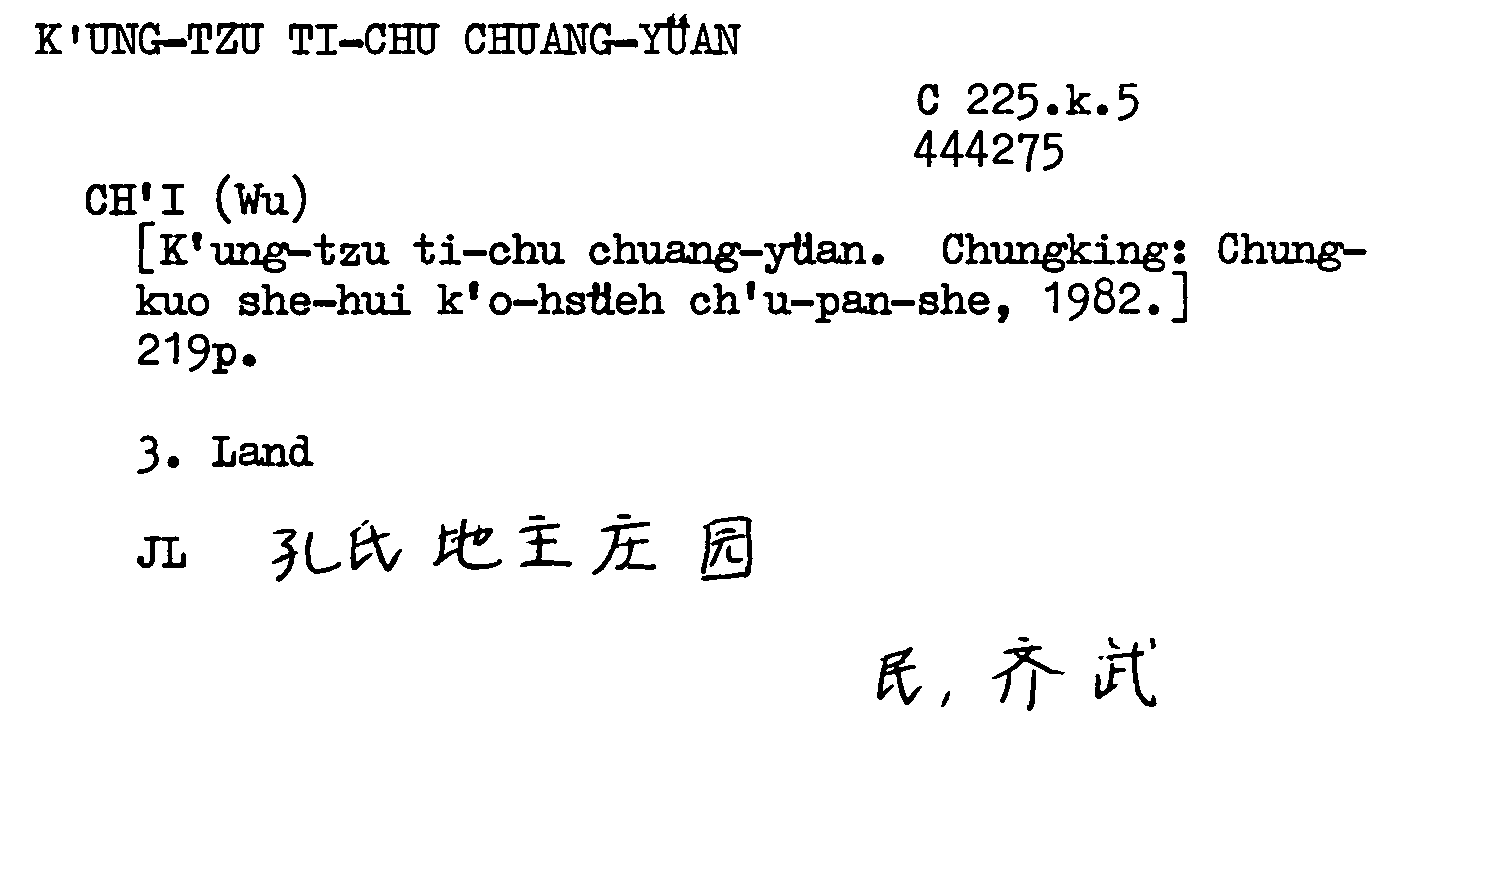 K'UNG-TZU TI-CHU CHUANG-YÜAN
C 225.k.5
444275
CH'I (Wu)
[K'ung-tzu ti-chu chuang-yüan. Chungking: Chung-
kuo she-hui k'o-hsüeh ch'u-pan-she, 1982.]
219p.
3. Land
JL 孔氏地主庄园
民, 齐武